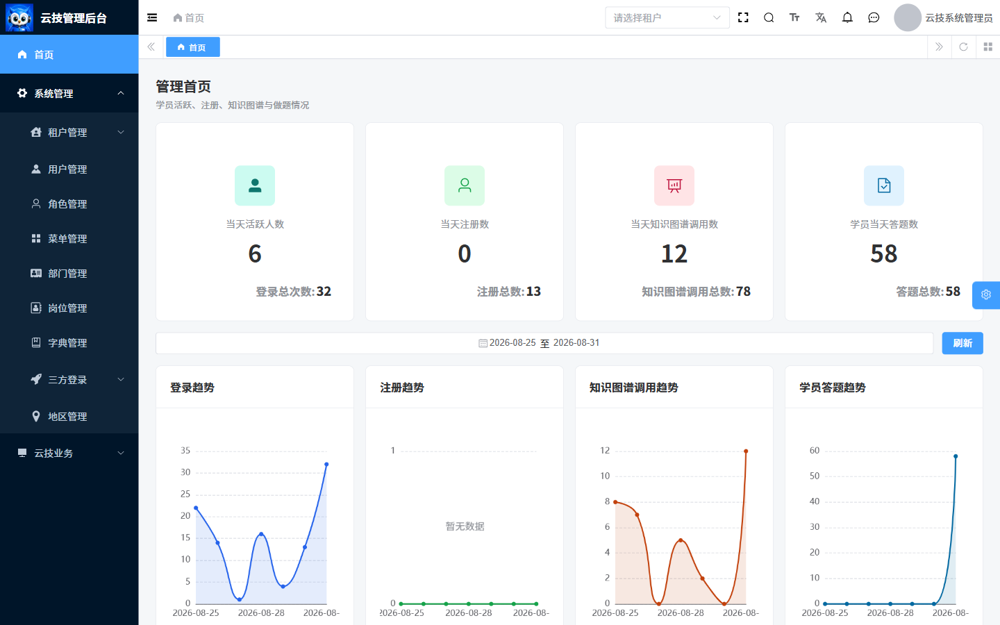 云技管理后台
首页
请选择租户
云技系统管理员
首页
首页
系统管理
租户管理
用户管理
角色管理
菜单管理
部门管理
岗位管理
字典管理
三方登录
地区管理
云技业务
管理首页
学员活跃、注册、知识图谱与做题情况
当天活跃人数
6
登录总次数:32
当天注册数
0
注册总数:13
当天知识图谱调用数
12
知识图谱调用总数:78
学员当天答题数
58
答题总数:58
2026-08-25 至 2026-08-31
刷新
登录趋势
35
30
25
20
15
10
5
0
2026-08-25 2026-08-28 2026-08-
注册趋势
1
暂无数据
0
2026-08-25 2026-08-28 2026-08-
知识图谱调用趋势
12
10
8
6
4
2
0
2026-08-25 2026-08-28 2026-08-
学员答题趋势
60
50
40
30
20
10
0
2026-08-25 2026-08-28 2026-08-